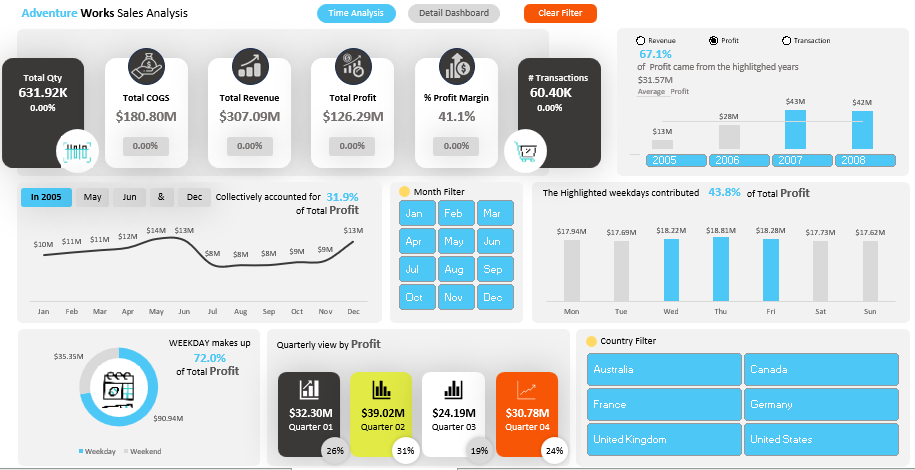 Adventure Works Sales Analysis
Time Analysis
Detail Dashboard
Clear Filter
Total Qty
631.92K
0.00%
Total COGS
$180.80M
0.00%
Total Revenue
$307.09M
0.00%
Total Profit
$126.29M
0.00%
% Profit Margin
41.1%
0.00%
# Transactions
60.40K
0.00%
Revenue
Profit
Transaction
67.1%
of Profit came from the highlitghed years
$31.57M
Average Profit
$13M
$28M
$43M
$42M
2005
2006
2007
2008
In 2005
May
Jun
&
Dec
Collectively accounted for 31.9%
of Total Profit
$10M $11M $11M $12M $14M $13M $8M $8M $8M $9M $9M $13M
Jan Feb Mar Apr May Jun Jul Aug Sep Oct Nov Dec
Month Filter
Jan Feb Mar
Apr May Jun
Jul Aug Sep
Oct Nov Dec
The Highlighted weekdays contributed 43.8% of Total Profit
$17.94M $17.69M $18.22M $18.81M $18.28M $17.73M $17.62M
Mon Tue Wed Thu Fri Sat Sun
WEEKDAY makes up
72.0%
of Total Profit
$35.35M
$90.94M
Weekday Weekend
Quarterly view by Profit
$32.30M
Quarter 01
26%
$39.02M
Quarter 02
31%
$24.19M
Quarter 03
19%
$30.78M
Quarter 04
24%
Country Filter
Australia
Canada
France
Germany
United Kingdom
United States